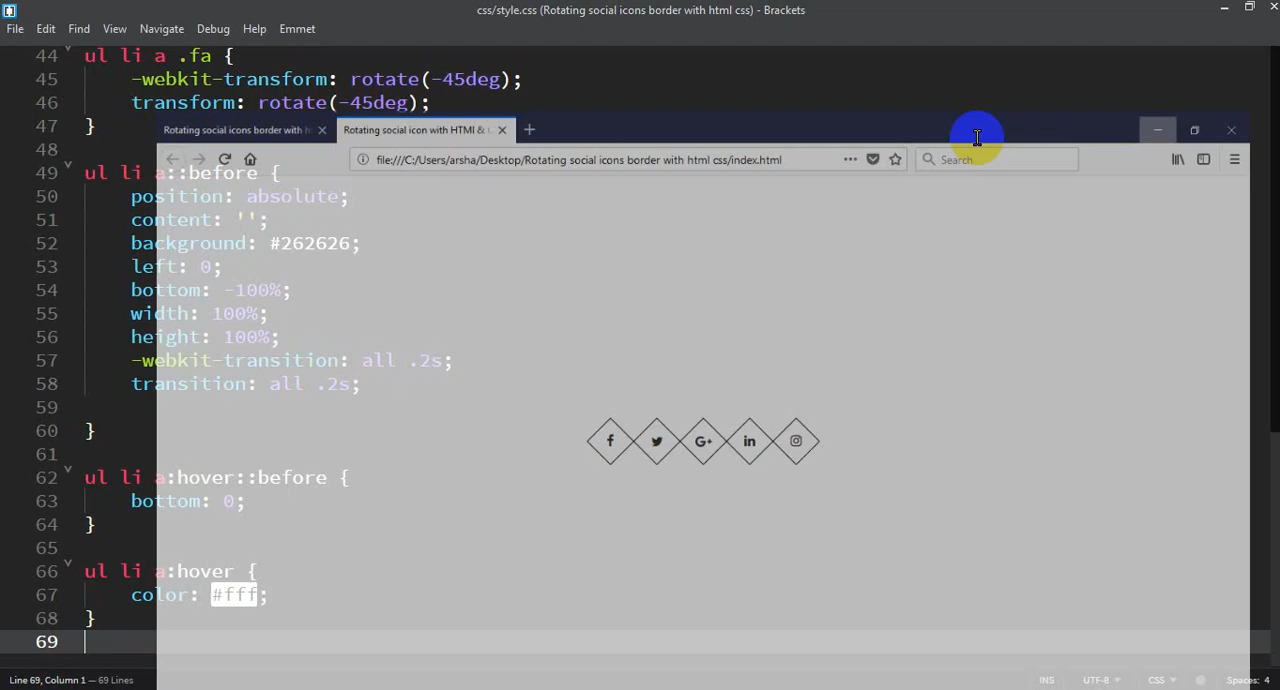 css/style.css (Rotating social icons border with html css) - Brackets
File Edit Find View Navigate Debug Help Emmet
44 ul li a .fa {
45 -webkit-transform: rotate(-45deg);
46 transform: rotate(-45deg);
47 }
Rotating social icons border with h
Rotating social icon with HTMl &
file:///C:/Users/arsha/Desktop/Rotating social icons border with html css/index.html
Search
48
49 ul li a::before {
50 position: absolute;
51 content: '';
52 background: #262626;
53 left: 0;
54 bottom: -100%;
55 width: 100%;
56 height: 100%;
57 -webkit-transition: all .2s;
58 transition: all .2s;
59
60 }
f G+ in
61
62 ul li a:hover::before {
63 bottom: 0;
64 }
65
66 ul li a:hover {
67 color: #fff;
68 }
69
Line 69, Column 1 — 69 Lines
INS UTF-8 CSS Spaces: 4